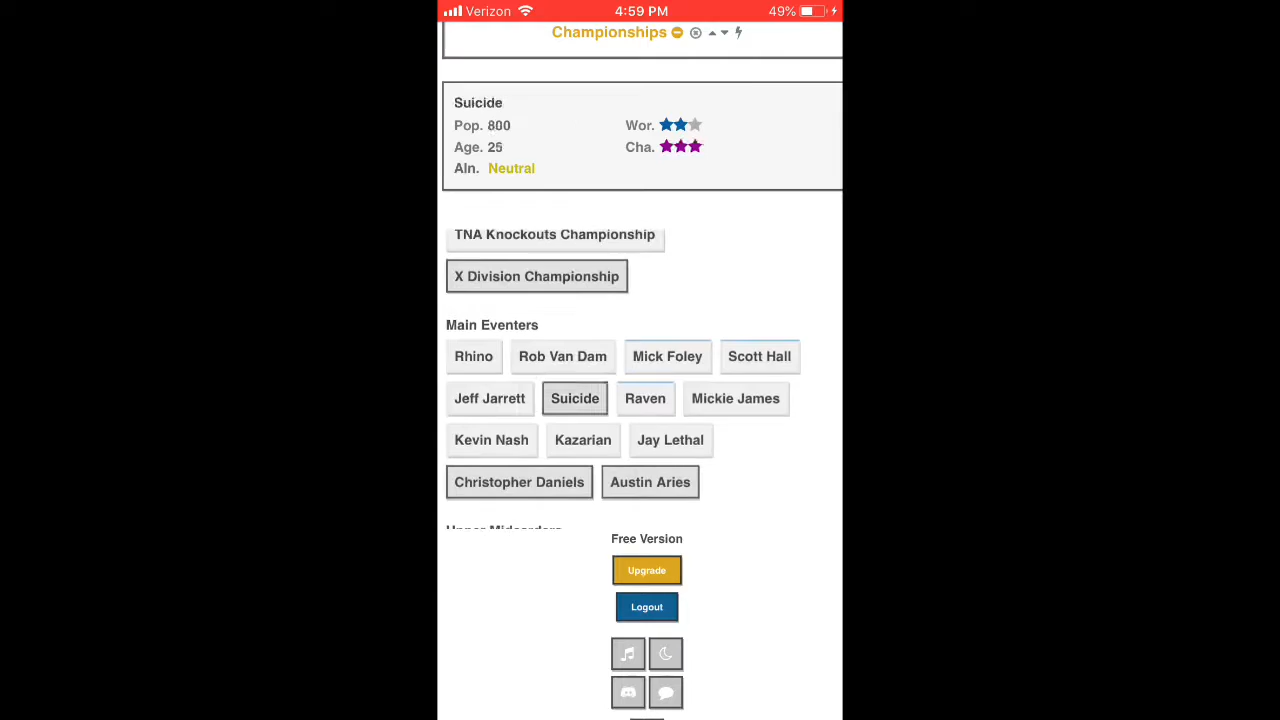 Verizon 4:59 PM 49%
Championships
Suicide
Pop. 800 Wor.
Age. 25 Cha.
Aln. Neutral
TNA Knockouts Championship
X Division Championship
Main Eventers
Rhino Rob Van Dam Mick Foley Scott Hall
Jeff Jarrett Suicide Raven Mickie James
Kevin Nash Kazarian Jay Lethal
Christopher Daniels Austin Aries
Upper Midcarders
Free Version
Upgrade
Logout